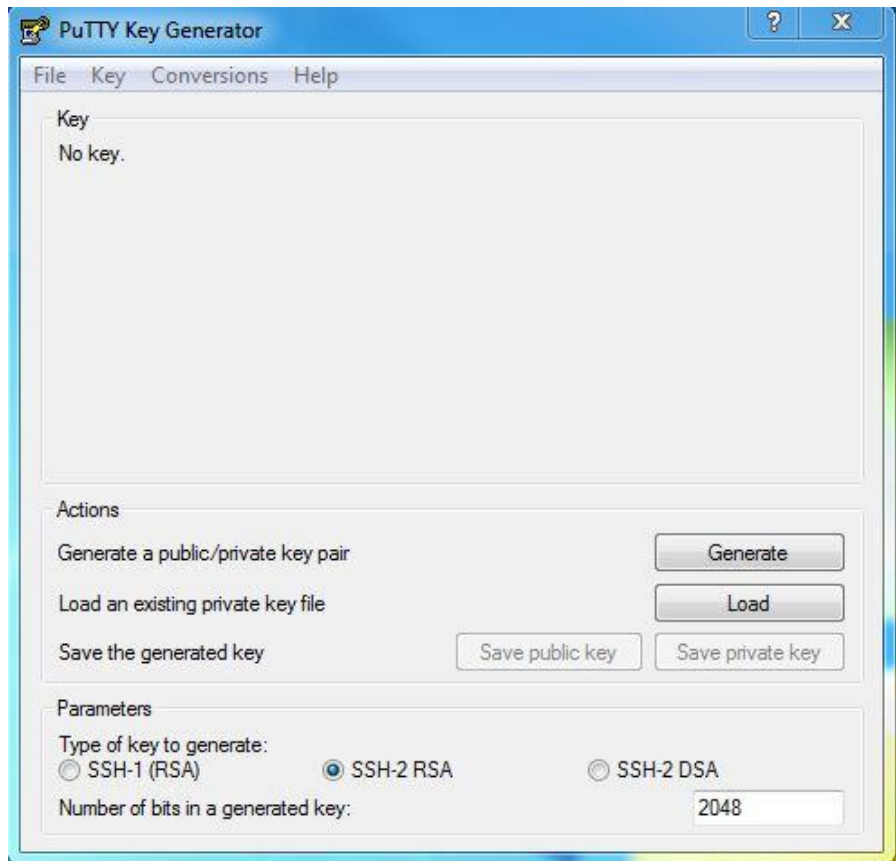 PuTTY Key Generator
File Key Conversions Help
Key
No key.
Actions
Generate a public/private key pair Generate
Load an existing private key file Load
Save the generated key Save public key Save private key
Parameters
Type of key to generate:
SSH-1 (RSA) SSH-2 RSA SSH-2 DSA
Number of bits in a generated key: 2048